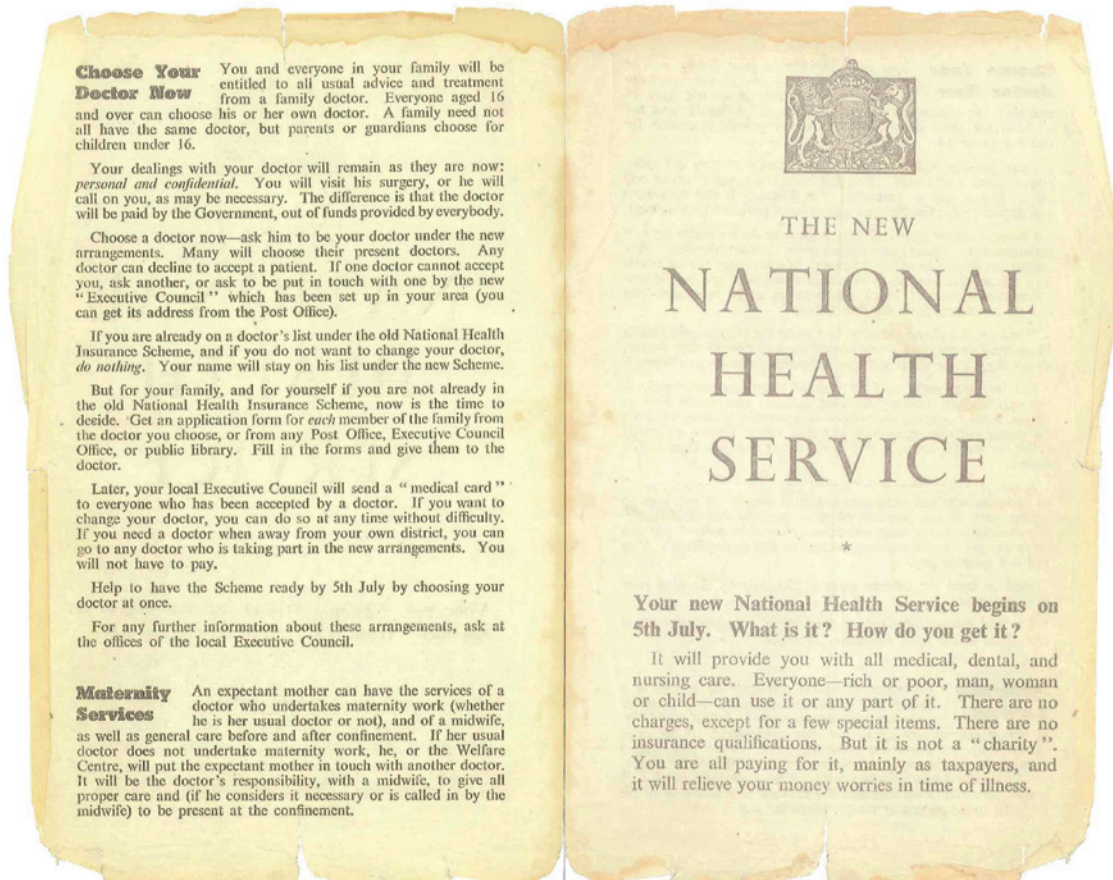 Choose Your Doctor Now You and everyone in your family will be
entitled to all usual advice and treatment
from a family doctor. Everyone aged 16
and over can choose his or her own doctor. A family need not
all have the same doctor, but parents or guardians choose for
children under 16.
Your dealings with your doctor will remain as they are now:
personal and confidential. You will visit his surgery, or he will
call on you, as may be necessary. The difference is that the doctor
will be paid by the Government, out of funds provided by everybody.
Choose a doctor now—ask him to be your doctor under the new
arrangements. Many will choose their present doctors. Any
doctor can decline to accept a patient. If one doctor cannot accept
you, ask another, or ask to be put in touch with one by the new
“Executive Council” which has been set up in your area (you
can get its address from the Post Office).
If you are already on a doctor's list under the old National Health
Insurance Scheme, and if you do not want to change your doctor,
do nothing. Your name will stay on his list under the new Scheme.
But for your family, and for yourself if you are not already in
the old National Health Insurance Scheme, now is the time to
decide. Get an application form for each member of the family from
the doctor you choose, or from any Post Office, Executive Council
Office, or public library. Fill in the forms and give them to the
doctor.
Later, your local Executive Council will send a “medical card”
to everyone who has been accepted by a doctor. If you want to
change your doctor, you can do so at any time without difficulty.
If you need a doctor when away from your own district, you can
go to any doctor who is taking part in the new arrangements. You
will not have to pay.
Help to have the Scheme ready by 5th July by choosing your
doctor at once.
For any further information about these arrangements, ask at
the offices of the local Executive Council.
Maternity Services An expectant mother can have the services of a
doctor who undertakes maternity work (whether
he is her usual doctor or not), and of a midwife,
as well as general care before and after confinement. If her usual
doctor does not undertake maternity work, he, or the Welfare
Centre, will put the expectant mother in touch with another doctor.
It will be the doctor's responsibility, with a midwife, to give all
proper care and (if he considers it necessary or is called in by the
midwife) to be present at the confinement.
THE NEW
NATIONAL
HEALTH
SERVICE
*
Your new National Health Service begins on
5th July. What is it? How do you get it?
It will provide you with all medical, dental, and
nursing care. Everyone—rich or poor, man, woman
or child—can use it or any part of it. There are no
charges, except for a few special items. There are no
insurance qualifications. But it is not a “charity”.
You are all paying for it, mainly as taxpayers, and
it will relieve your money worries in time of illness.